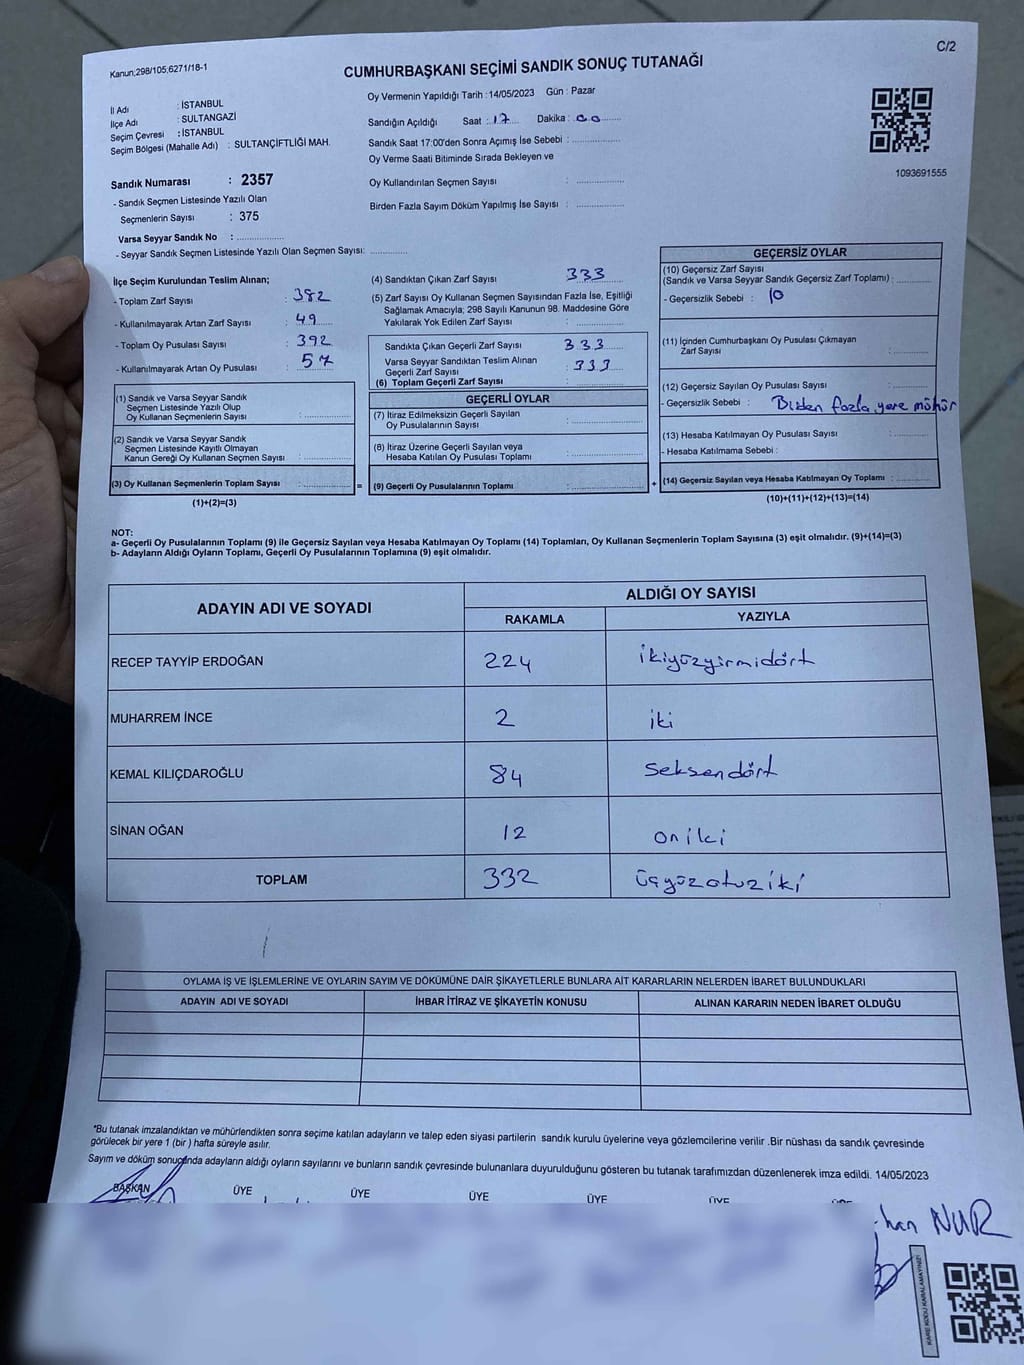 C/2
Kanun;298/105;6271/18-1
CUMHURBAŞKANI SEÇİMİ SANDIK SONUÇ TUTANAĞI
Oy Vermenin Yapıldığı Tarih : 14/05/2023 Gün : Pazar
İl Adı : İSTANBUL
İlçe Adı : SULTANGAZİ
Seçim Çevresi : İSTANBUL
Seçim Bölgesi (Mahalle Adı) : SULTANÇİFTLİĞİ MAH.
Sandığın Açıldığı Saat : 17 Dakika : 00
Sandık Saat 17:00'den Sonra Açımış İse Sebebi :
Oy Verme Saati Bitiminde Sırada Bekleyen ve
Oy Kullandırılan Seçmen Sayısı :
Birden Fazla Sayım Döküm Yapılmış İse Sayısı :
1093691555
Sandık Numarası : 2357
- Sandık Seçmen Listesinde Yazılı Olan
Seçmenlerin Sayısı : 375
Varsa Seyyar Sandık No :
- Seyyar Sandık Seçmen Listesinde Yazılı Olan Seçmen Sayısı:
İlçe Seçim Kurulundan Teslim Alınan;
- Toplam Zarf Sayısı : 382
- Kullanılmayarak Artan Zarf Sayısı : 49
- Toplam Oy Pusulası Sayısı : 392
- Kullanılmayarak Artan Oy Pusulası : 57
(1) Sandık ve Varsa Seyyar Sandık
Seçmen Listesinde Yazılı Olup
Oy Kullanan Seçmenlerin Sayısı :
(2) Sandık ve Varsa Seyyar Sandık
Seçmen Listesinde Kayıtlı Olmayan
Kanun Gereği Oy Kullanan Seçmen Sayısı :
(3) Oy Kullanan Seçmenlerin Toplam Sayısı :
(1)+(2)=(3)
(4) Sandıktan Çıkan Zarf Sayısı : 333
(5) Zarf Sayısı Oy Kullanan Seçmen Sayısından Fazla İse, Eşitliği
Sağlamak Amacıyla; 298 Sayılı Kanunun 98. Maddesine Göre
Yakılarak Yok Edilen Zarf Sayısı :
Sandıkta Çıkan Geçerli Zarf Sayısı : 333
Varsa Seyyar Sandıktan Teslim Alınan
Geçerli Zarf Sayısı : 333
(6) Toplam Geçerli Zarf Sayısı :
GEÇERLİ OYLAR
(7) İtiraz Edilmeksizin Geçerli Sayılan
Oy Pusulalarının Sayısı :
(8) İtiraz Üzerine Geçerli Sayılan veya
Hesaba Katılan Oy Pusulası Toplamı :
= (9) Geçerli Oy Pusulalarının Toplamı :
GEÇERSİZ OYLAR
(10) Geçersiz Zarf Sayısı
(Sandık ve Varsa Seyyar Sandık Geçersiz Zarf Toplamı) :
- Geçersizlik Sebebi : 10
(11) İçinden Cumhurbaşkanı Oy Pusulası Çıkmayan
Zarf Sayısı :
(12) Geçersiz Sayılan Oy Pusulası Sayısı :
- Geçersizlik Sebebi : Birden fazla yere mühür
(13) Hesaba Katılmayan Oy Pusulası Sayısı :
- Hesaba Katılmama Sebebi :
+ (14) Geçersiz Sayılan veya Hesaba Katılmayan Oy Toplamı :
(10)+(11)+(12)+(13)=(14)
NOT:
a- Geçerli Oy Pusulalarının Toplamı (9) ile Geçersiz Sayılan veya Hesaba Katılmayan Oy Toplamı (14) Toplamları, Oy Kullanan Seçmenlerin Toplam Sayısına (3) eşit olmalıdır. (9)+(14)=(3)
b- Adayların Aldığı Oyların Toplamı, Geçerli Oy Pusulalarının Toplamına (9) eşit olmalıdır.
ADAYIN ADI VE SOYADI ALDIĞI OY SAYISI
RAKAMLA YAZIYLA
RECEP TAYYİP ERDOĞAN 224 ikiyüzyirmidört
MUHARREM İNCE 2 iki
KEMAL KILIÇDAROĞLU 84 Seksendört
SİNAN OĞAN 12 oniki
TOPLAM 332 üçyüzotuziki
OYLAMA İŞ VE İŞLEMLERİNE VE OYLARIN SAYIM VE DÖKÜMÜNE DAİR ŞİKAYETLERLE BUNLARA AİT KARARLARIN NELERDEN İBARET BULUNDUKLARI
ADAYIN ADI VE SOYADI İHBAR İTİRAZ VE ŞİKAYETİN KONUSU ALINAN KARARIN NEDEN İBARET OLDUĞU
*Bu tutanak imzalandıktan ve mühürlendikten sonra seçime katılan adayların ve talep eden siyasi partilerin sandık kurulu üyelerine veya gözlemcilerine verilir .Bir nüshası da sandık çevresinde
görülecek bir yere 1 (bir ) hafta süreyle asılır.
Sayım ve döküm sonuçunda adayların aldığı oyların sayılarını ve bunların sandık çevresinde bulunanlara duyurulduğunu gösteren bu tutanak tarafımızdan düzenlenerek imza edildi. 14/05/2023
BAŞKAN ÜYE ÜYE ÜYE ÜYE ÜYE
NUR
KARE KODU KARALAMAYINIZ!